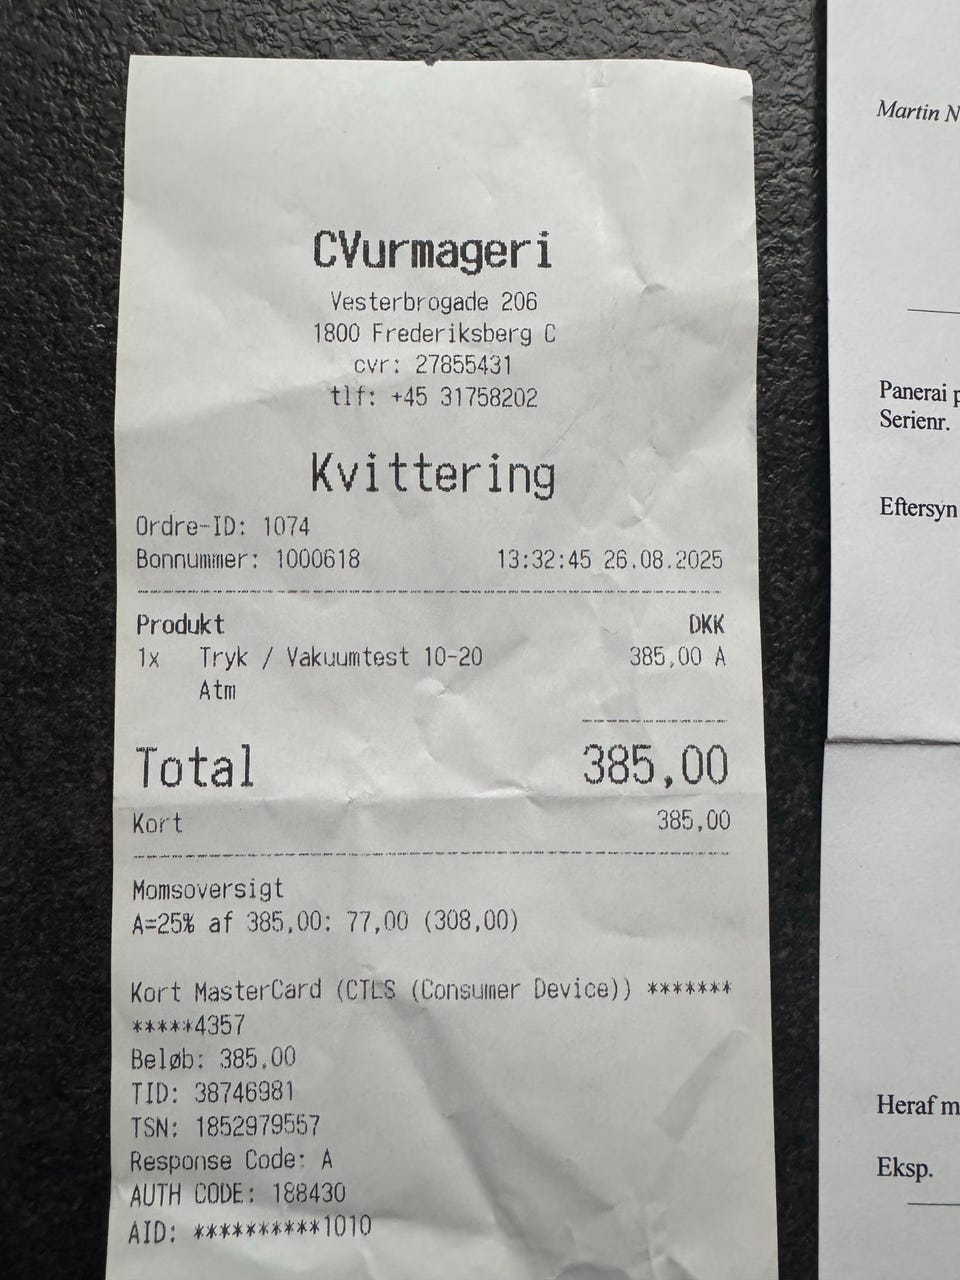 CVurmageri
Vesterbrogade 206
1800 Frederiksberg C
cvr: 27855431
tlf: +45 31758202
Kvittering
Ordre-ID: 1074
Bonnummer: 1000618 13:32:45 26.08.2025
Produkt DKK
1x Tryk / Vakuumtest 10-20 385,00 A
Atm
Total 385,00
Kort 385,00
Momsoversigt
A=25% af 385,00: 77,00 (308,00)
Kort MasterCard (CTLS (Consumer Device)) *******
*****4357
Beløb: 385,00
TID: 38746981
TSN: 1852979557
Response Code: A
AUTH CODE: 188430
AID: **********1010
Martin N
Panerai p
Serienr.
Eftersyn
Heraf m
Eksp.